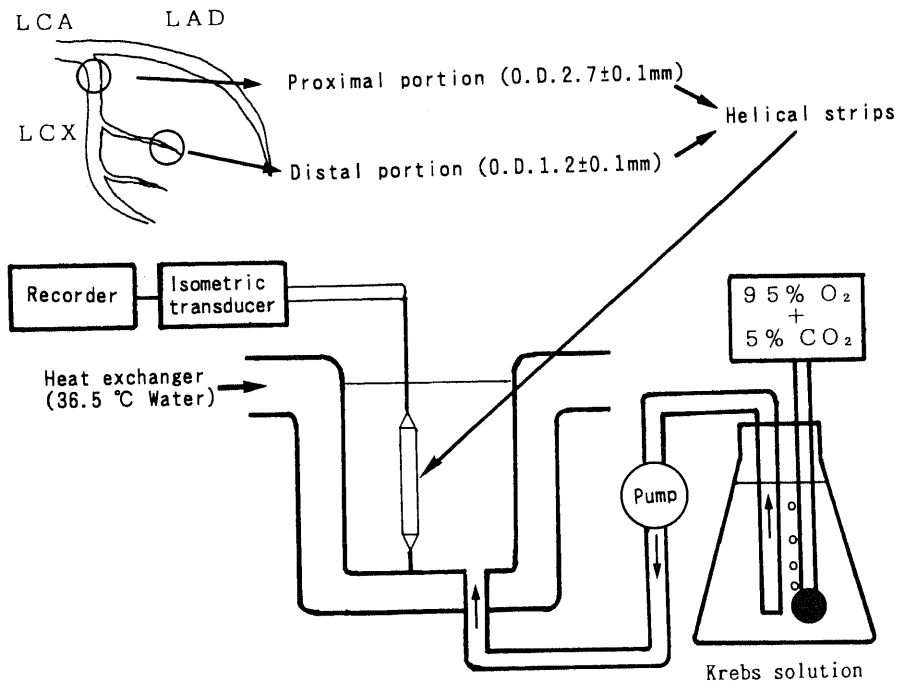 LCA
LAD
Proximal portion (O.D.2.7±0.1mm)
Helical strips
LCX
Distal portion (O.D.1.2±0.1mm)
Recorder
Isometric
transducer
95% O₂
+
5% CO₂
Heat exchanger
(36.5 ℃ Water)
Pump
Krebs solution